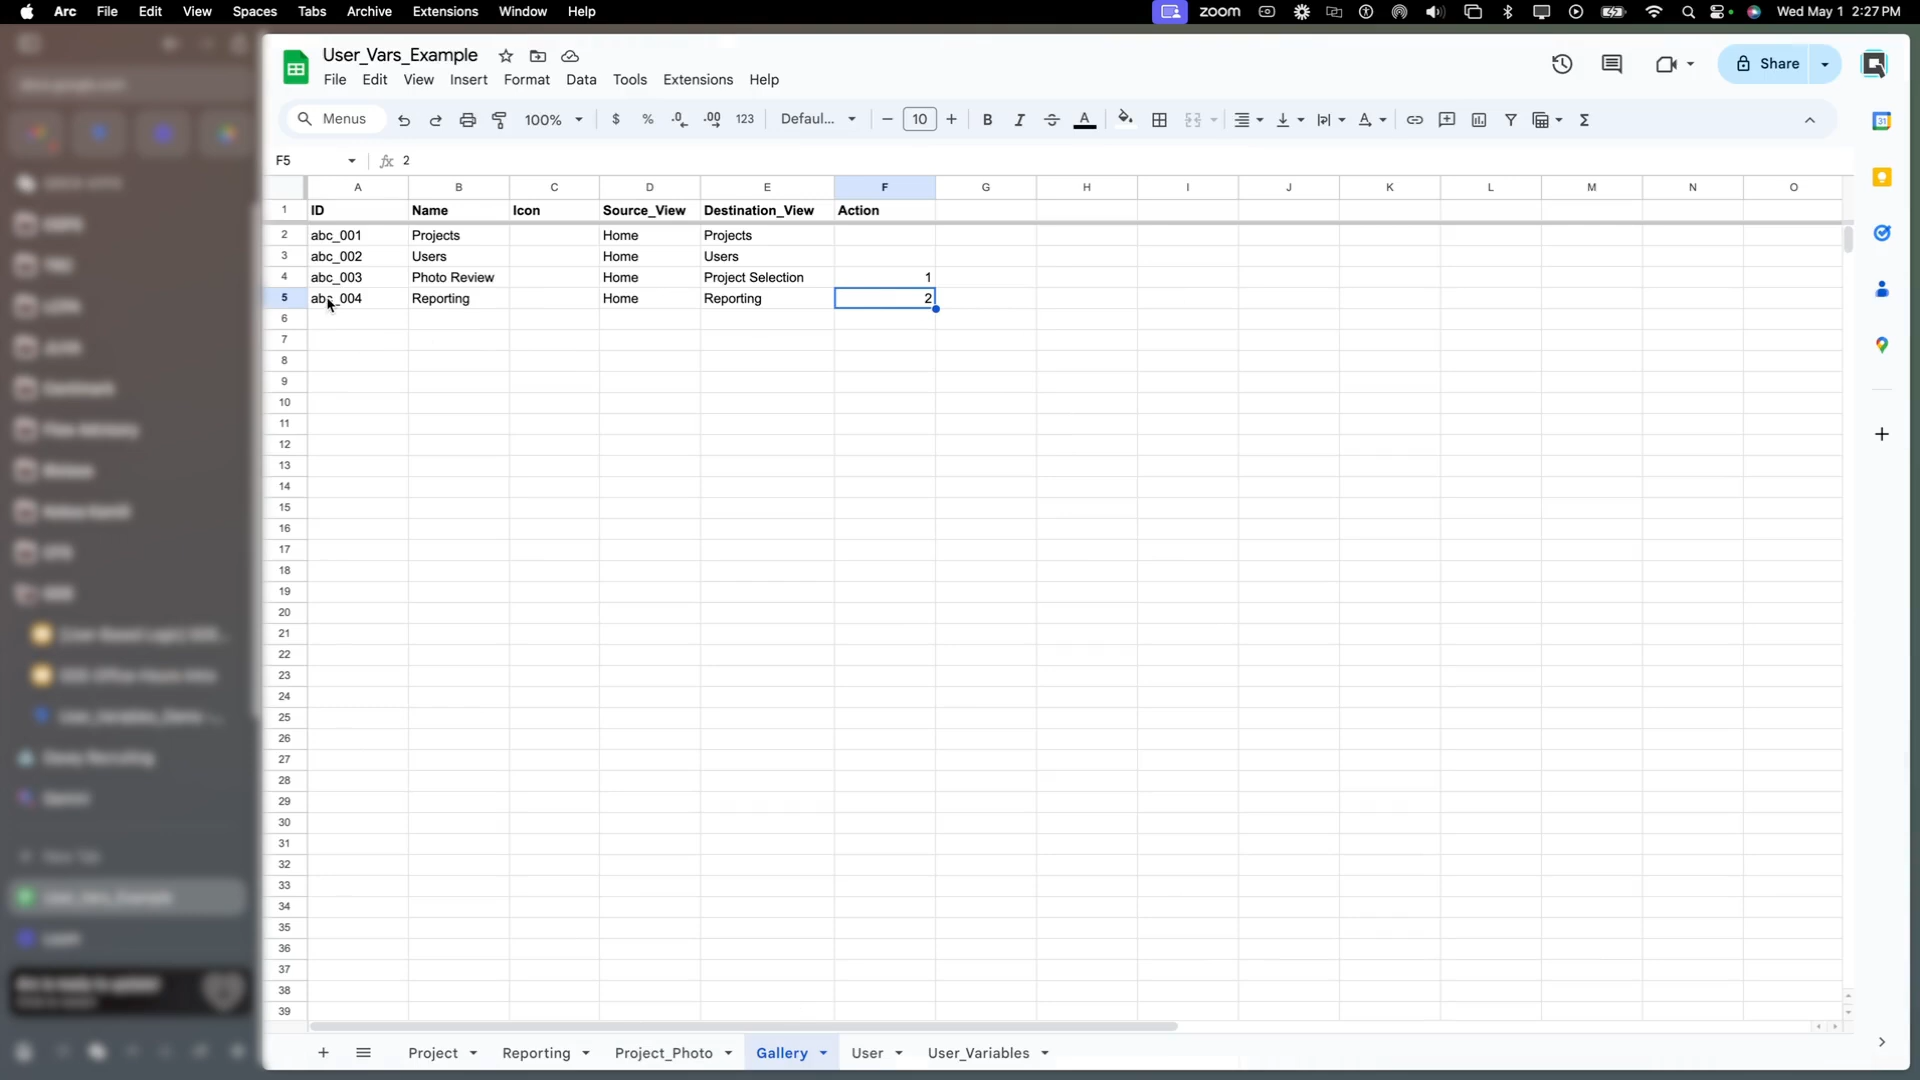 Arc File Edit View Spaces Tabs Archive Extensions Window Help zoom Wed May 1 2:27 PM
User_Vars_Example
File Edit View Insert Format Data Tools Extensions Help
Share
Menus 100% $ % .0 .00 123 Defaul... 10 B I A
F5 fx 2
A B C D E F G H I J K L M N O
1 ID Name Icon Source_View Destination_View Action
2 abc_001 Projects Home Projects
3 abc_002 Users Home Users
4 abc_003 Photo Review Home Project Selection 1
5 abc_004 Reporting Home Reporting 2
6
7
8
9
10
11
12
13
14
15
16
17
18
19
20
21
22
23
24
25
26
27
28
29
30
31
32
33
34
35
36
37
38
39
Project Reporting Project_Photo Gallery User User_Variables